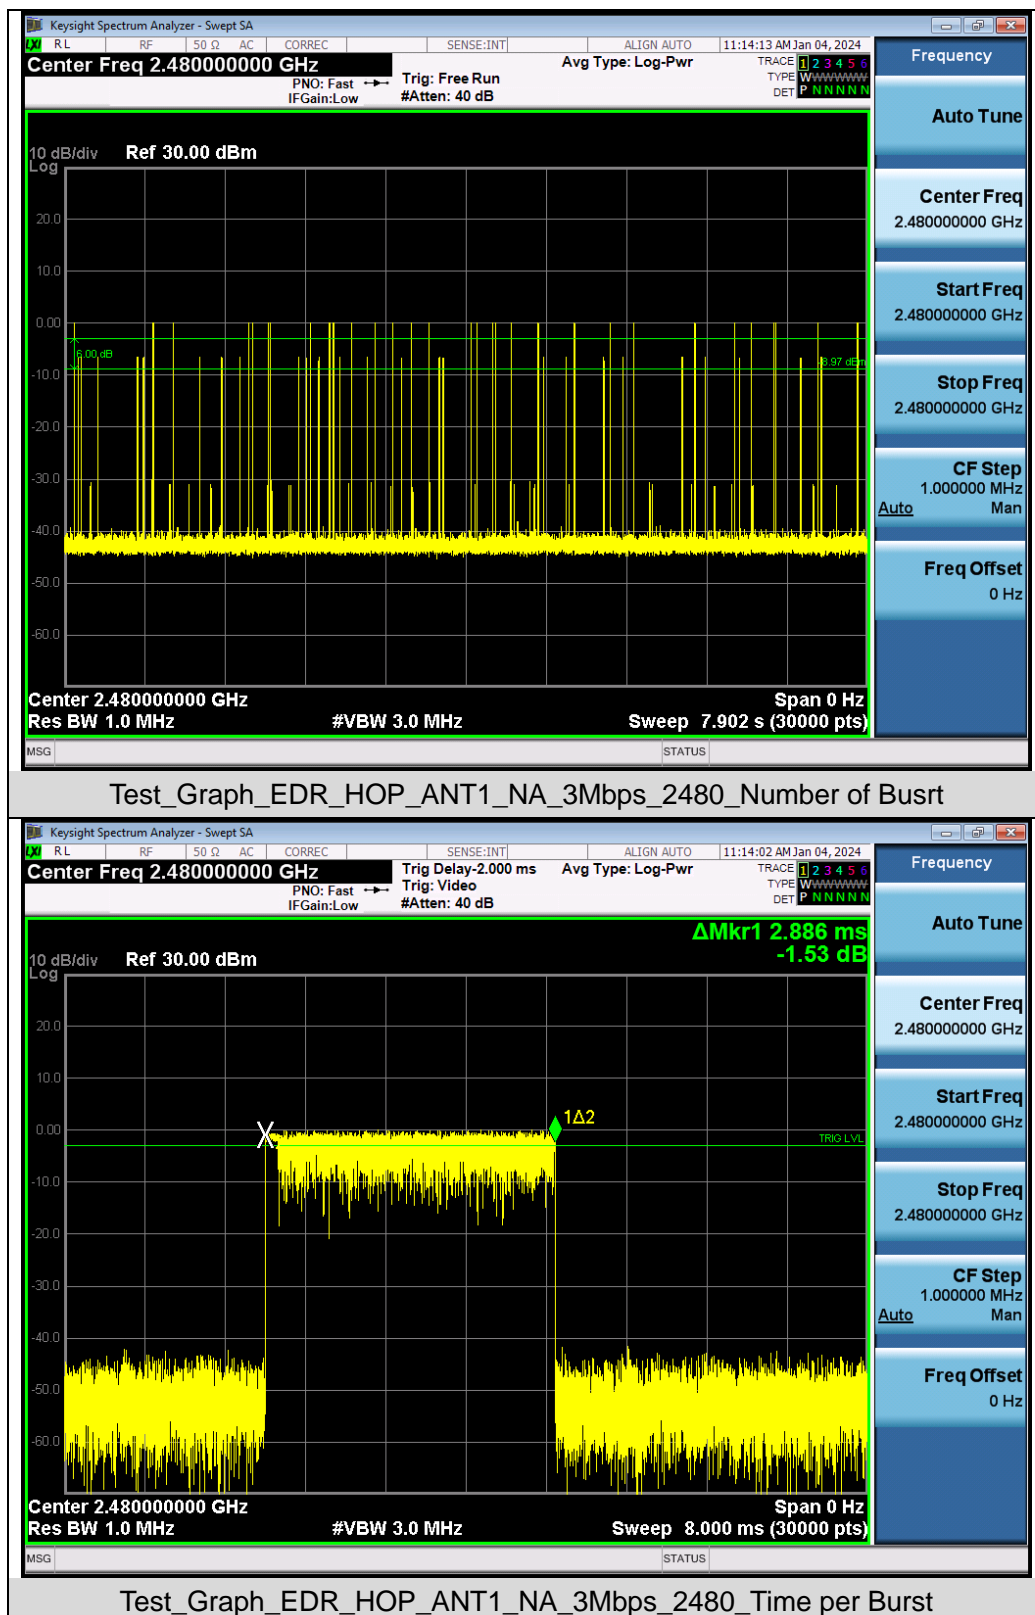 Keysight Spectrum Analyzer - Swept SA
LXI RL RF 50 Ω AC CORREC SENSE:INT ALIGN AUTO 11:14:13 AM Jan 04, 2024
Center Freq 2.480000000 GHz
PNO: Fast
IFGain:Low
Trig: Free Run
#Atten: 40 dB
Avg Type: Log-Pwr
TRACE 1 2 3 4 5 6
TYPE WWWWWW
DET P N N N N N
10 dB/div Ref 30.00 dBm
Log
20.0
10.0
0.00
-10.0
-20.0
-30.0
-40.0
-50.0
-60.0
6.00 dB
-8.97 dBm
Center 2.480000000 GHz Span 0 Hz
Res BW 1.0 MHz #VBW 3.0 MHz Sweep 7.902 s (30000 pts)
MSG STATUS
Frequency
Auto Tune
Center Freq
2.480000000 GHz
Start Freq
2.480000000 GHz
Stop Freq
2.480000000 GHz
CF Step
1.000000 MHz
Auto Man
Freq Offset
0 Hz
Test_Graph_EDR_HOP_ANT1_NA_3Mbps_2480_Number of Busrt
Keysight Spectrum Analyzer - Swept SA
LXI RL RF 50 Ω AC CORREC SENSE:INT ALIGN AUTO 11:14:02 AM Jan 04, 2024
Center Freq 2.480000000 GHz
PNO: Fast
IFGain:Low
Trig Delay-2.000 ms
Trig: Video
#Atten: 40 dB
Avg Type: Log-Pwr
TRACE 1 2 3 4 5 6
TYPE WWWWWW
DET P N N N N N
ΔMkr1 2.886 ms
-1.53 dB
10 dB/div Ref 30.00 dBm
Log
20.0
10.0
0.00
-10.0
-20.0
-30.0
-40.0
-50.0
-60.0
X
1Δ2
TRIG LVL
Center 2.480000000 GHz Span 0 Hz
Res BW 1.0 MHz #VBW 3.0 MHz Sweep 8.000 ms (30000 pts)
MSG STATUS
Frequency
Auto Tune
Center Freq
2.480000000 GHz
Start Freq
2.480000000 GHz
Stop Freq
2.480000000 GHz
CF Step
1.000000 MHz
Auto Man
Freq Offset
0 Hz
Test_Graph_EDR_HOP_ANT1_NA_3Mbps_2480_Time per Burst